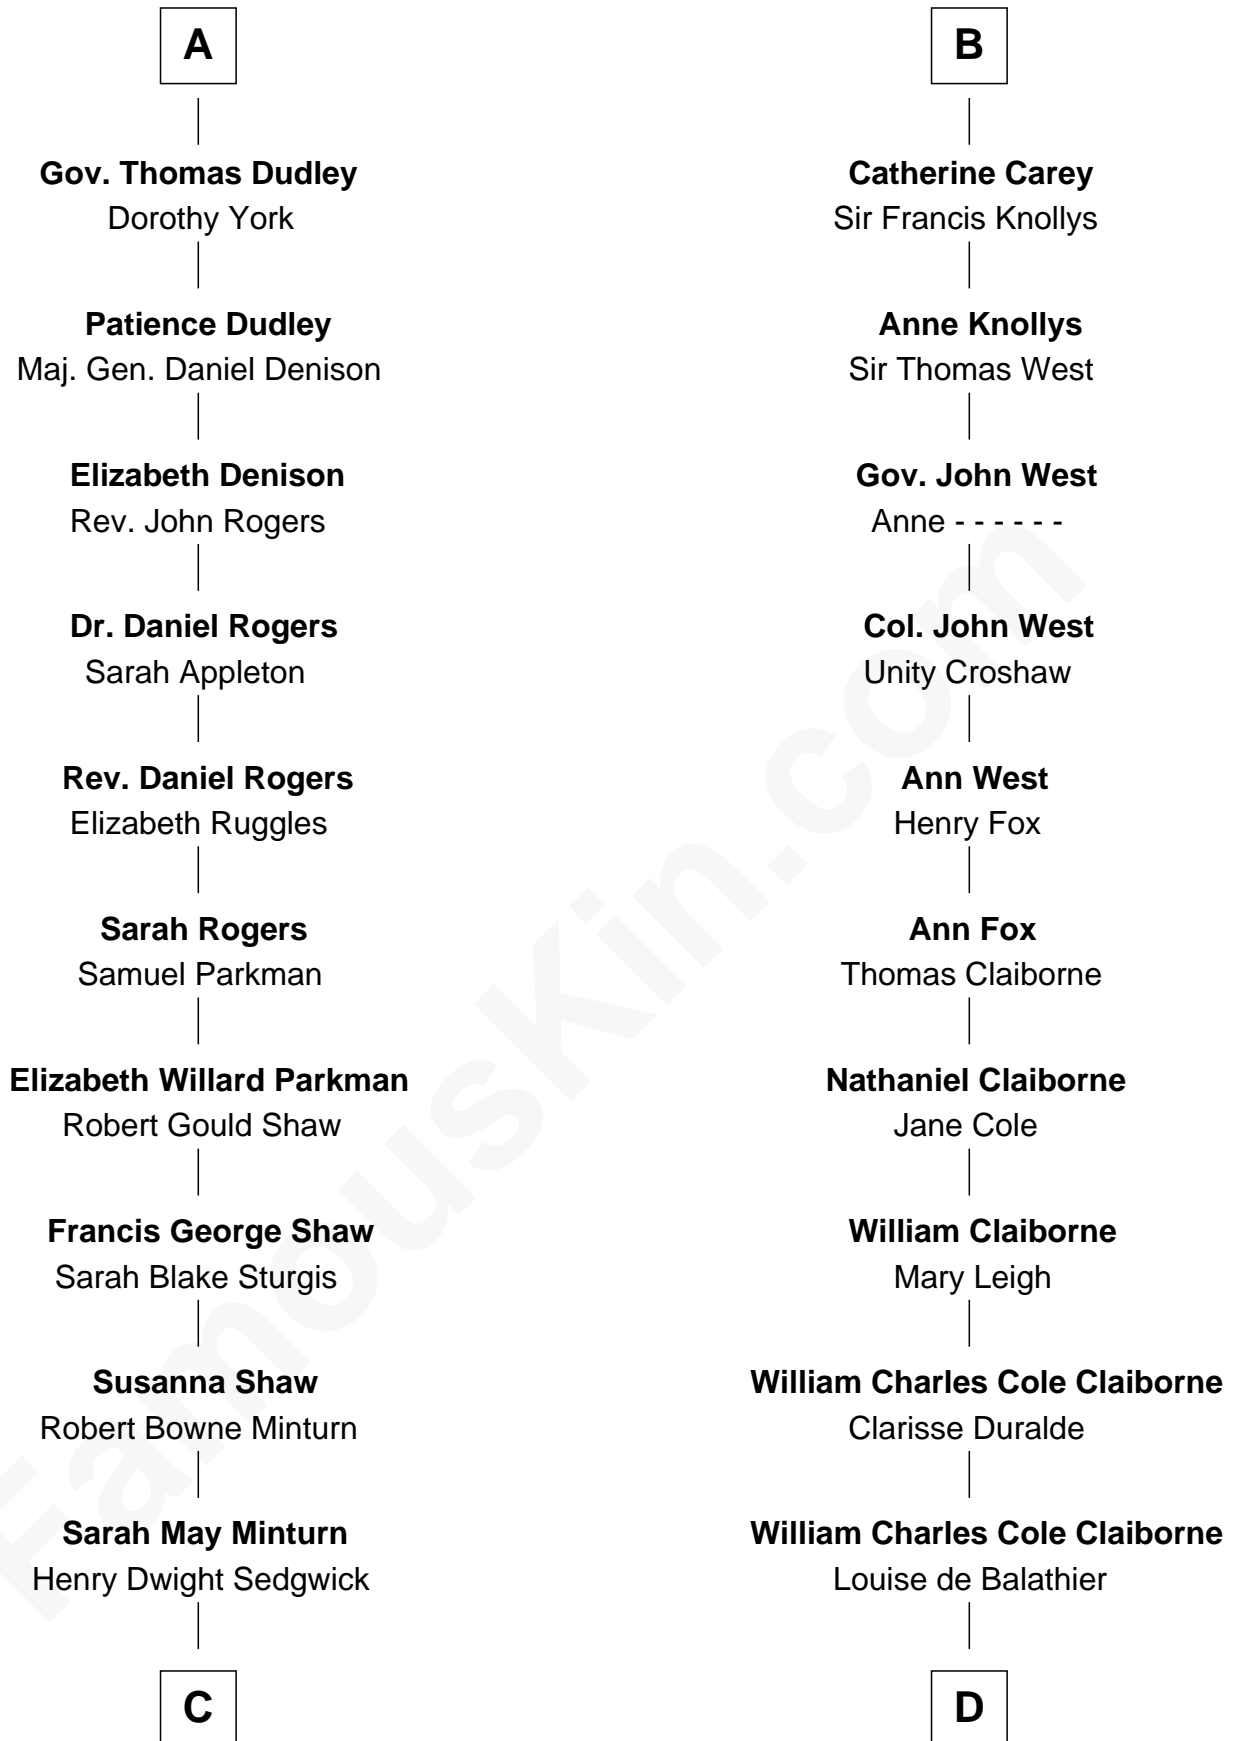 A
Gov. Thomas Dudley
Dorothy York
Patience Dudley
Maj. Gen. Daniel Denison
Elizabeth Denison
Rev. John Rogers
Dr. Daniel Rogers
Sarah Appleton
Rev. Daniel Rogers
Elizabeth Ruggles
Sarah Rogers
Samuel Parkman
Elizabeth Willard Parkman
Robert Gould Shaw
Francis George Shaw
Sarah Blake Sturgis
Susanna Shaw
Robert Bowne Minturn
Sarah May Minturn
Henry Dwight Sedgwick
C
B
Catherine Carey
Sir Francis Knollys
Anne Knollys
Sir Thomas West
Gov. John West
Anne - - - - - -
Col. John West
Unity Croshaw
Ann West
Henry Fox
Ann Fox
Thomas Claiborne
Nathaniel Claiborne
Jane Cole
William Claiborne
Mary Leigh
William Charles Cole Claiborne
Clarisse Duralde
William Charles Cole Claiborne
Louise de Balathier
D
FamousKin.com